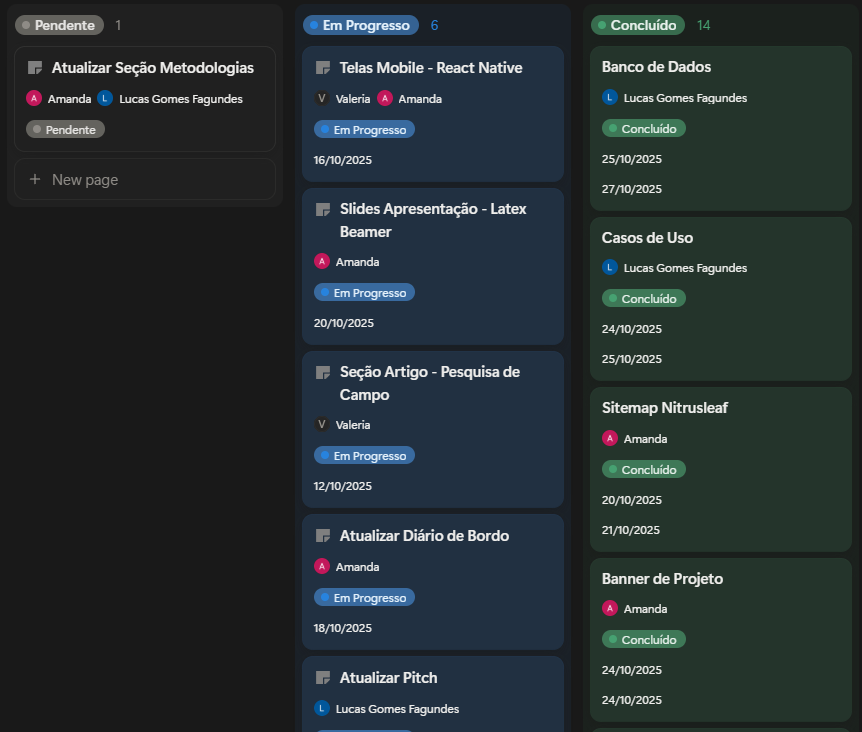 Pendente 1
Atualizar Seção Metodologias
A Amanda L Lucas Gomes Fagundes
Pendente
+ New page
Em Progresso 6
Telas Mobile - React Native
V Valeria A Amanda
Em Progresso
16/10/2025
Slides Apresentação - Latex
Beamer
A Amanda
Em Progresso
20/10/2025
Seção Artigo - Pesquisa de
Campo
V Valeria
Em Progresso
12/10/2025
Atualizar Diário de Bordo
A Amanda
Em Progresso
18/10/2025
Atualizar Pitch
L Lucas Gomes Fagundes
Concluído 14
Banco de Dados
L Lucas Gomes Fagundes
Concluído
25/10/2025
27/10/2025
Casos de Uso
L Lucas Gomes Fagundes
Concluído
24/10/2025
25/10/2025
Sitemap Nitrusleaf
A Amanda
Concluído
20/10/2025
21/10/2025
Banner de Projeto
A Amanda
Concluído
24/10/2025
24/10/2025